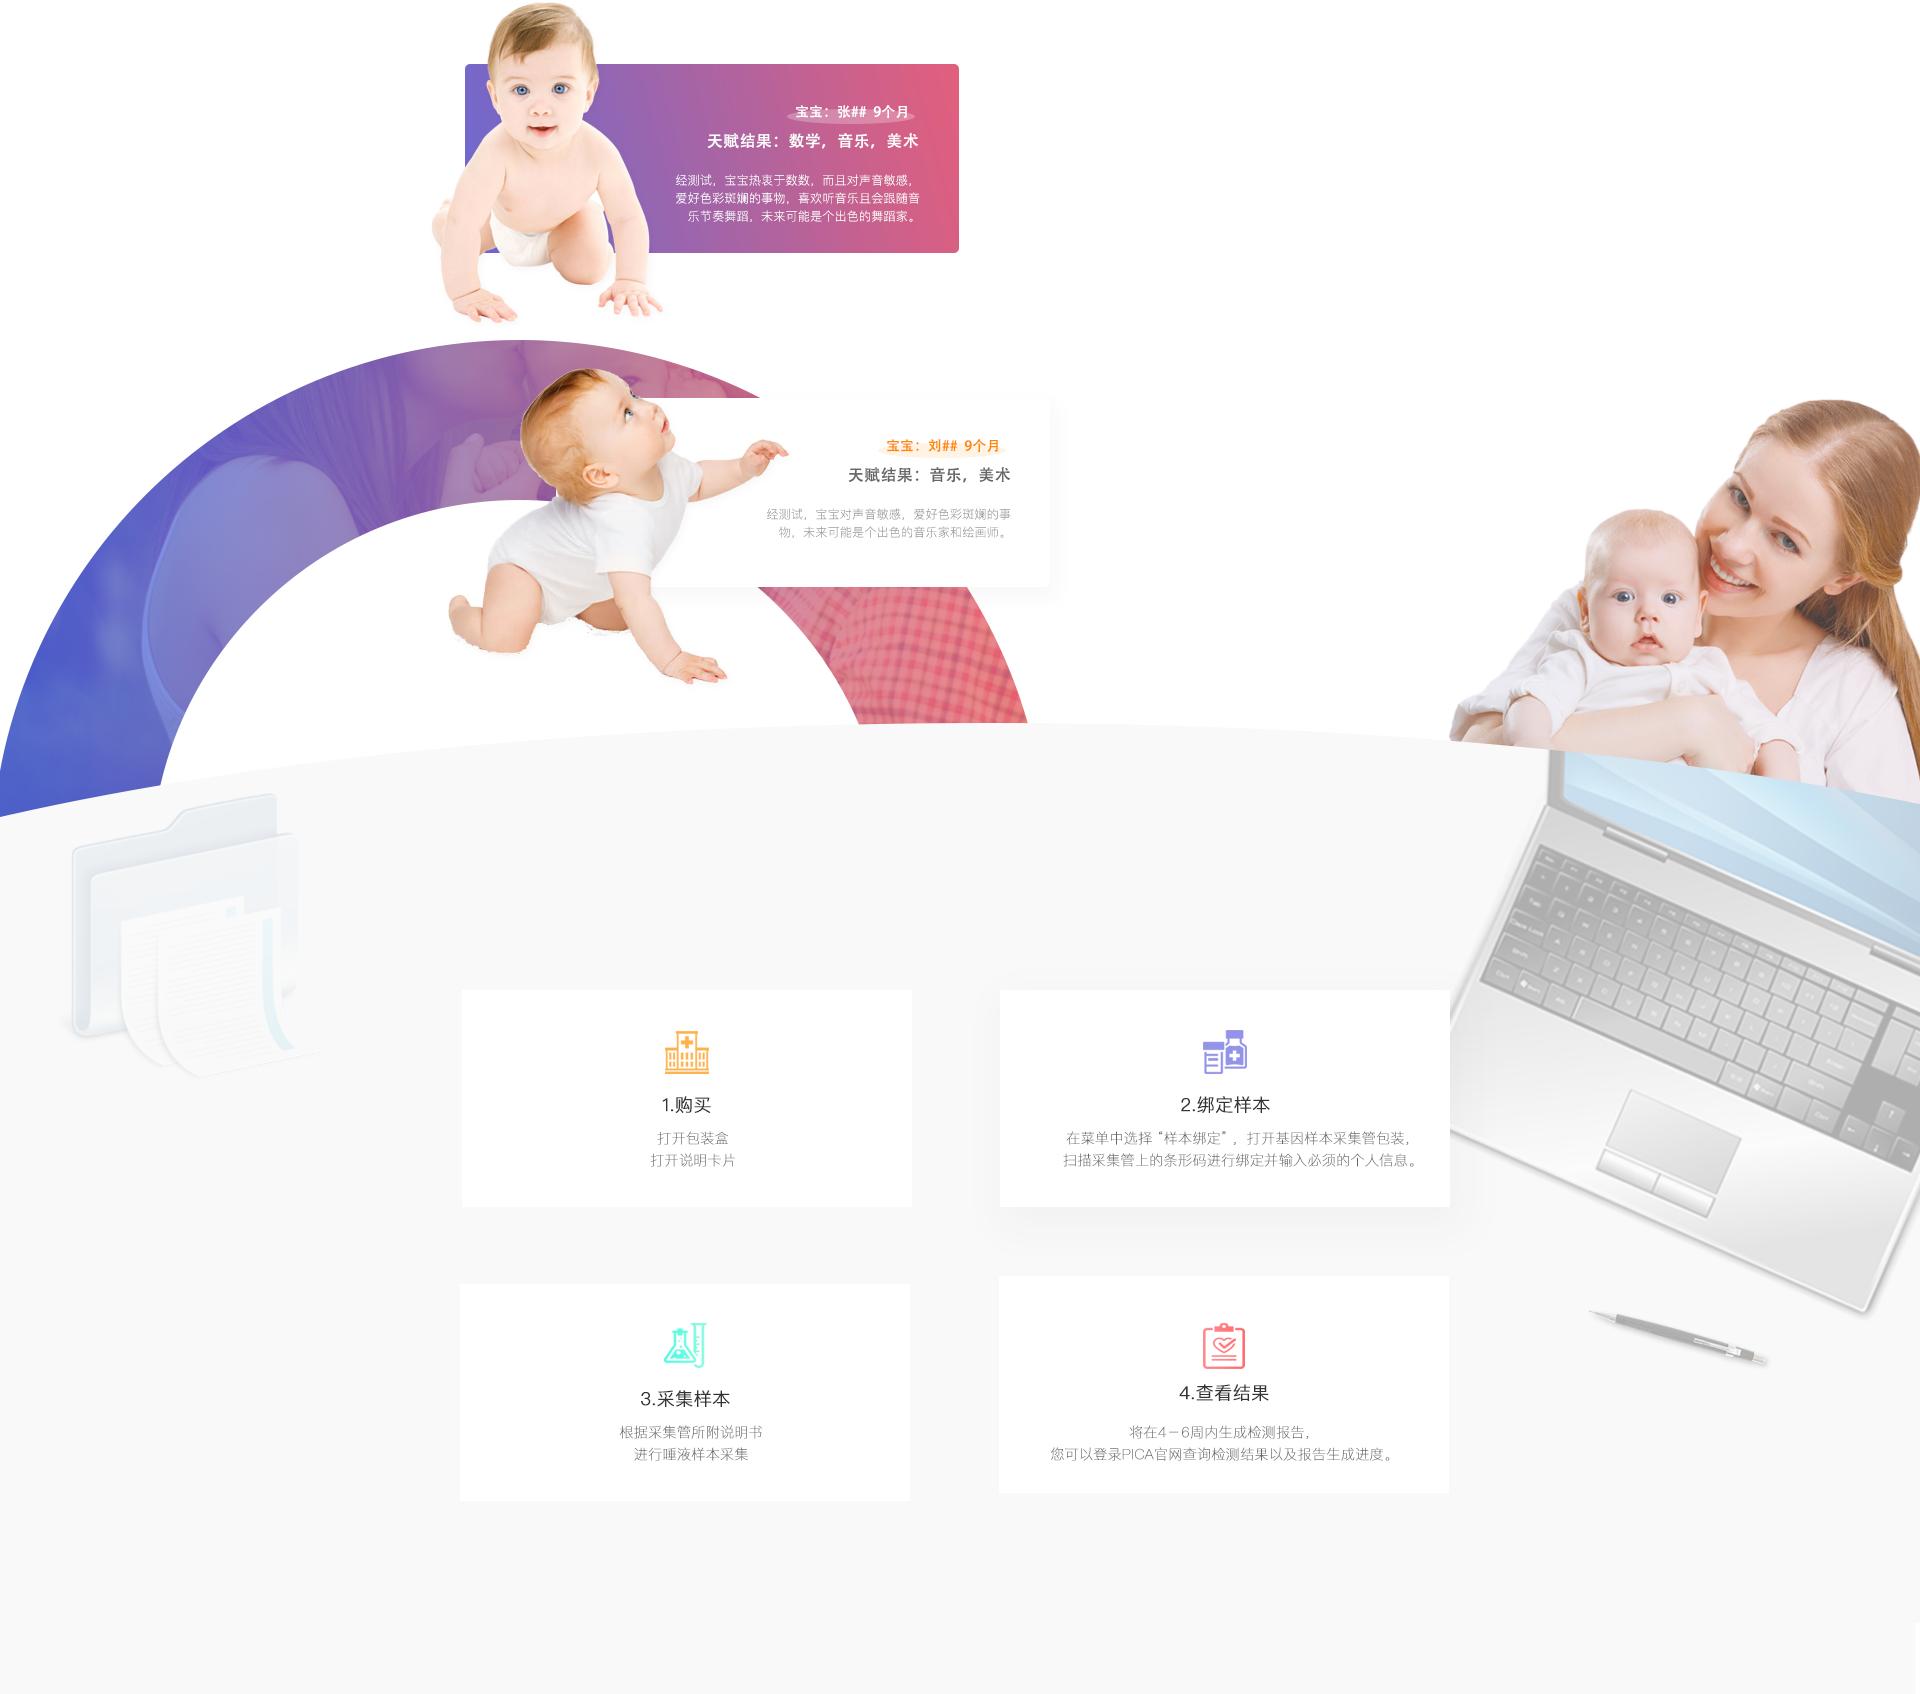 宝宝：张## 9个月
天赋结果：数学，音乐，美术
经测试，宝宝热衷于数数，而且对声音敏感，
爱好色彩斑斓的事物，喜欢听音乐且会跟随音
乐节奏舞蹈，未来可能是个出色的舞蹈家。
宝宝：刘## 9个月
天赋结果：音乐，美术
经测试，宝宝对声音敏感，爱好色彩斑斓的事
物，未来可能是个出色的音乐家和绘画师。
1.购买
打开包装盒
打开说明卡片
2.绑定样本
在菜单中选择“样本绑定”，打开基因样本采集管包装，
扫描采集管上的条形码进行绑定并输入必须的个人信息。
3.采集样本
根据采集管所附说明书
进行唾液样本采集
4.查看结果
将在4－6周内生成检测报告，
您可以登录PICA官网查询检测结果以及报告生成进度。